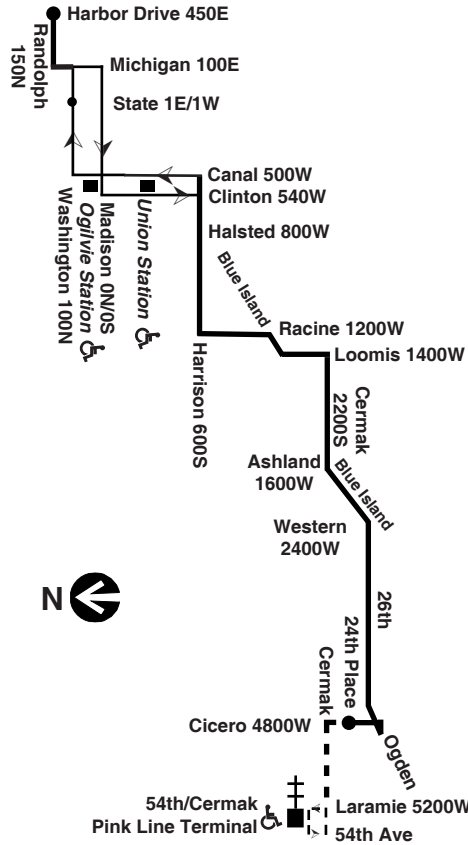 Harbor Drive 450E
Randolph
150N
Michigan 100E
State 1E/1W
Canal 500W
Clinton 540W
Washington 100N
Ogilvie Station
Madison 0N/0S
Union Station
Halsted 800W
Blue Island
Racine 1200W
Harrison 600S
Loomis 1400W
Cermak
2200S
Ashland
1600W
Blue Island
Western
2400W
N
26th
24th Place
Cermak
Cicero 4800W
Ogden
54th/Cermak
Pink Line Terminal
Laramie 5200W
54th Ave